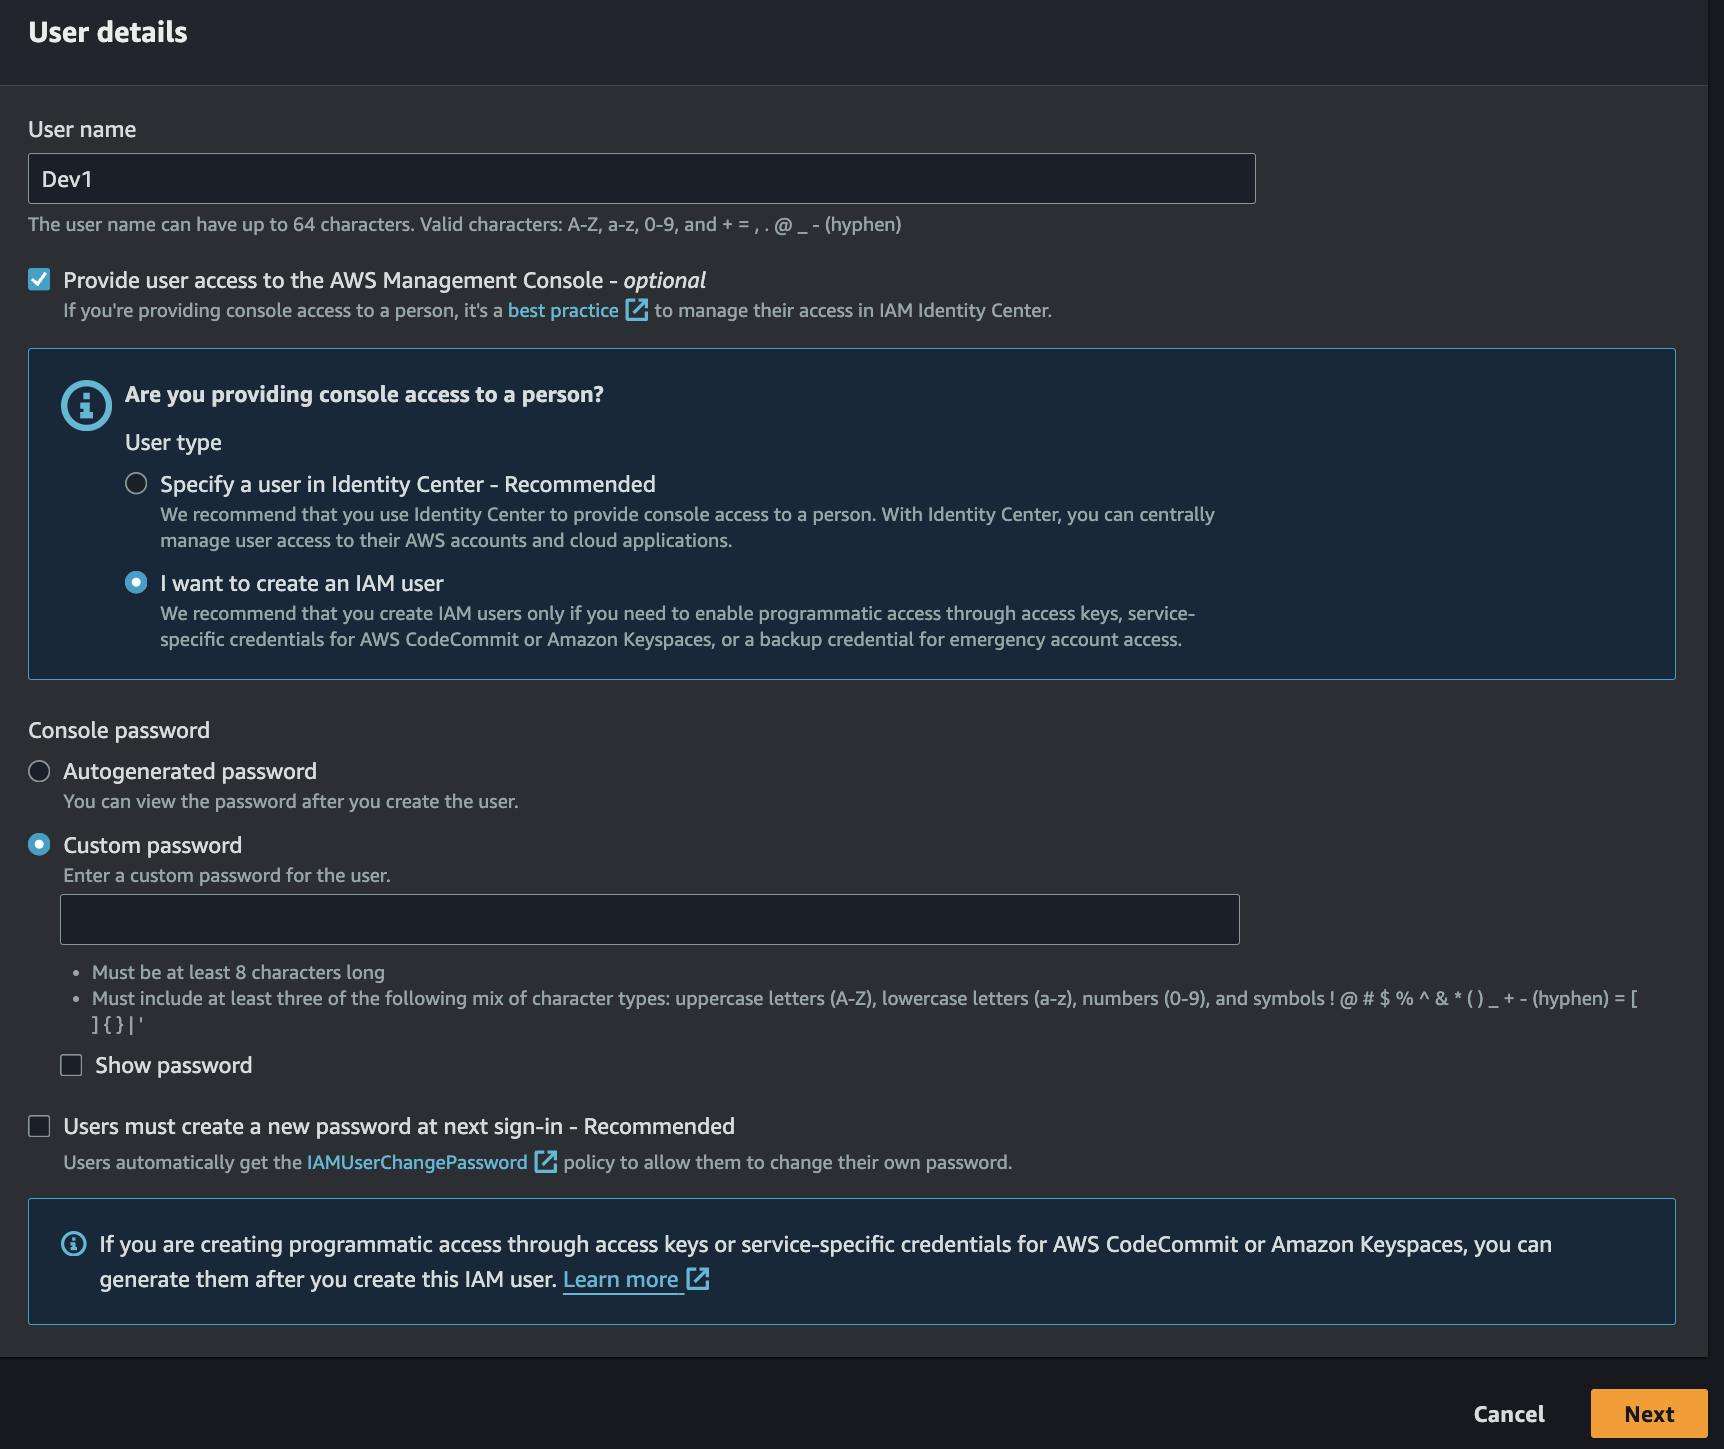 User details
User name
Dev1
The user name can have up to 64 characters. Valid characters: A-Z, a-z, 0-9, and + = , . @ _ - (hyphen)
Provide user access to the AWS Management Console - optional
If you're providing console access to a person, it's a best practice to manage their access in IAM Identity Center.
Are you providing console access to a person?
User type
Specify a user in Identity Center - Recommended
We recommend that you use Identity Center to provide console access to a person. With Identity Center, you can centrally
manage user access to their AWS accounts and cloud applications.
I want to create an IAM user
We recommend that you create IAM users only if you need to enable programmatic access through access keys, service-
specific credentials for AWS CodeCommit or Amazon Keyspaces, or a backup credential for emergency account access.
Console password
Autogenerated password
You can view the password after you create the user.
Custom password
Enter a custom password for the user.
• Must be at least 8 characters long
• Must include at least three of the following mix of character types: uppercase letters (A-Z), lowercase letters (a-z), numbers (0-9), and symbols ! @ # $ % ^ & * ( ) _ + - (hyphen) = [
] { } | '
Show password
Users must create a new password at next sign-in - Recommended
Users automatically get the IAMUserChangePassword policy to allow them to change their own password.
If you are creating programmatic access through access keys or service-specific credentials for AWS CodeCommit or Amazon Keyspaces, you can
generate them after you create this IAM user. Learn more
Cancel
Next